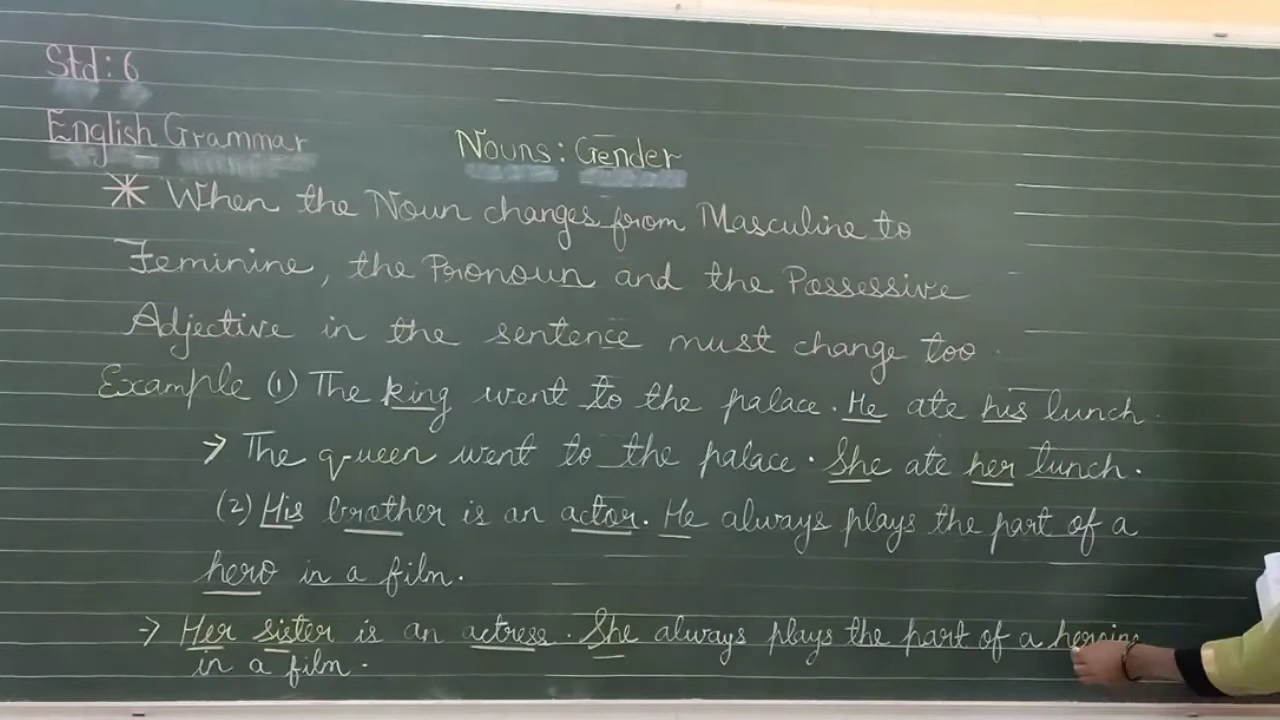 Std: 6
English Grammar Nouns: Gender
* When the Noun changes from Masculine to
Feminine, the Pronoun and the Possessive
Adjective in the sentence must change too
Example (1) The king went to the palace. He ate his lunch.
→ The queen went to the palace. She ate her lunch.
(2) His brother is an actor. He always plays the part of a
hero in a film.
→ Her sister is an actress. She always plays the part of a heroine
in a film.